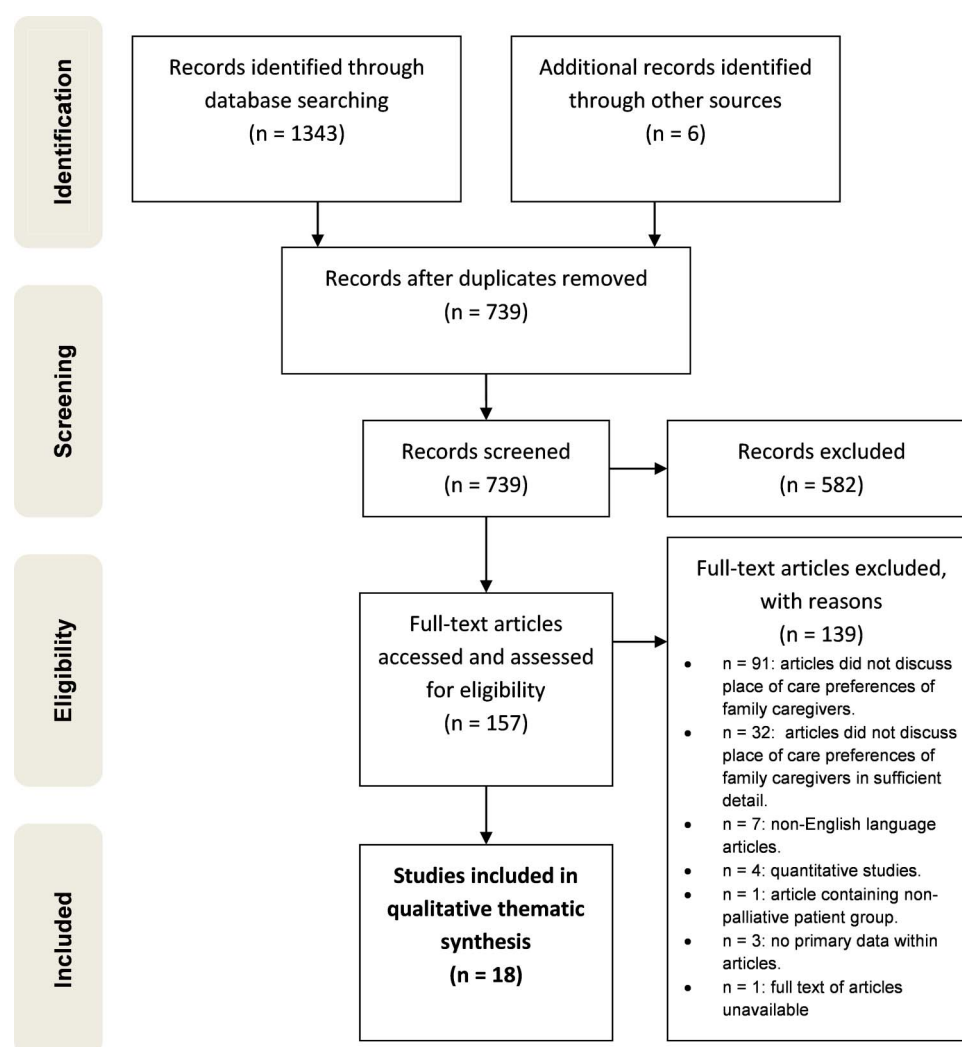 Identification
Records identified through
database searching
(n = 1343)
Additional records identified
through other sources
(n = 6)
Records after duplicates removed
(n = 739)
Screening
Records screened
(n = 739)
Records excluded
(n = 582)
Eligibility
Full-text articles
accessed and assessed
for eligibility
(n = 157)
Full-text articles excluded,
with reasons
(n = 139)
• n = 91: articles did not discuss
place of care preferences of
family caregivers.
• n = 32: articles did not discuss
place of care preferences of
family caregivers in sufficient
detail.
• n = 7: non-English language
articles.
• n = 4: quantitative studies.
• n = 1: article containing non-
palliative patient group.
• n = 3: no primary data within
articles.
• n = 1: full text of articles
unavailable
Included
Studies included in
qualitative thematic
synthesis
(n = 18)